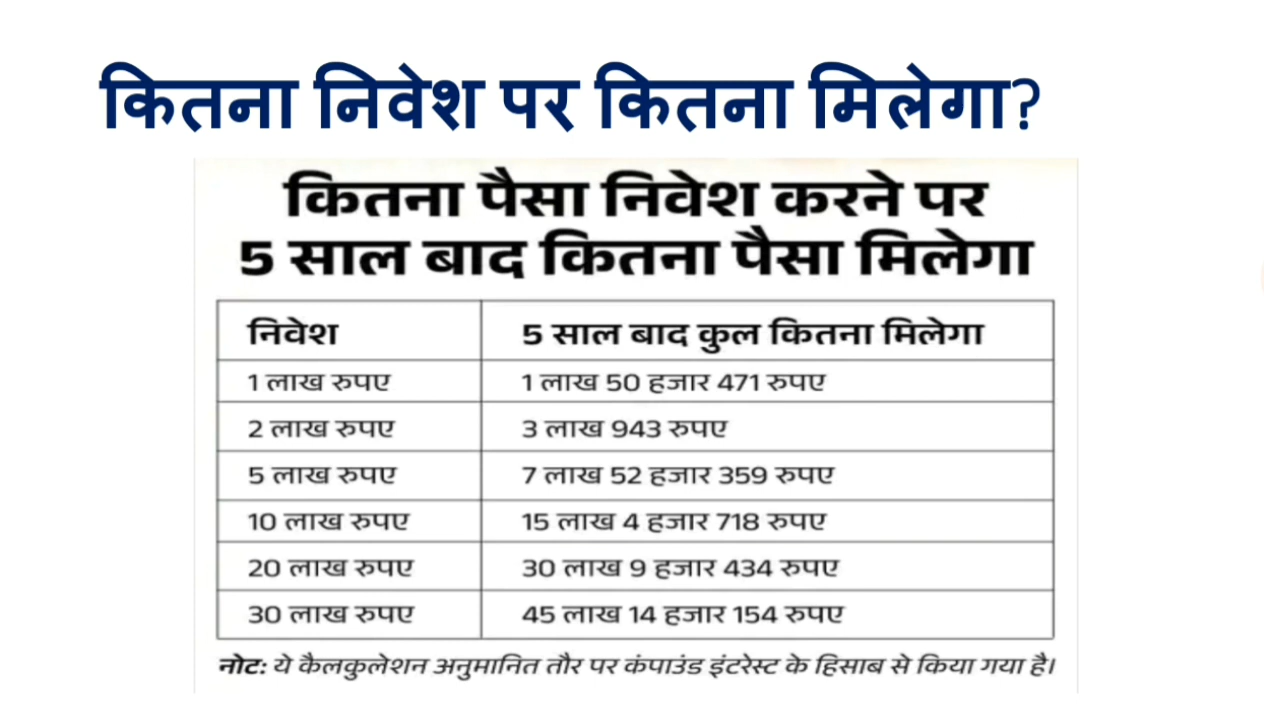 कितना निवेश पर कितना मिलेगा?
कितना पैसा निवेश करने पर
5 साल बाद कितना पैसा मिलेगा
निवेश 5 साल बाद कुल कितना मिलेगा
1 लाख रुपए 1 लाख 50 हजार 471 रुपए
2 लाख रुपए 3 लाख 943 रुपए
5 लाख रुपए 7 लाख 52 हजार 359 रुपए
10 लाख रुपए 15 लाख 4 हजार 718 रुपए
20 लाख रुपए 30 लाख 9 हजार 434 रुपए
30 लाख रुपए 45 लाख 14 हजार 154 रुपए
नोट: ये कैलकुलेशन अनुमानित तौर पर कंपाउंड इंटरेस्ट के हिसाब से किया गया है।